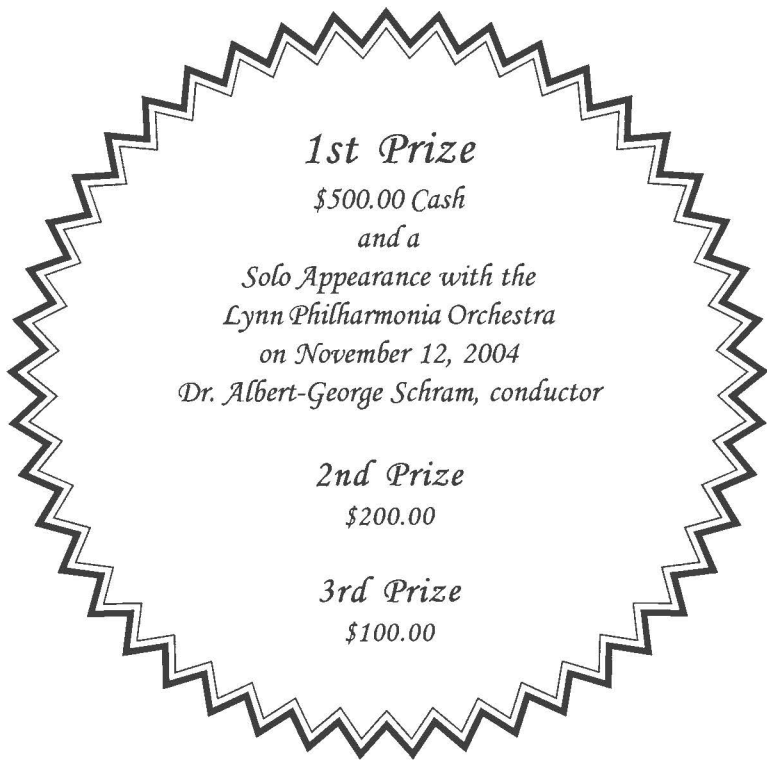 1st Prize
$500.00 Cash
and a
Solo Appearance with the
Lynn Philharmonia Orchestra
on November 12, 2004
Dr. Albert-George Schram, conductor
2nd Prize
$200.00
3rd Prize
$100.00